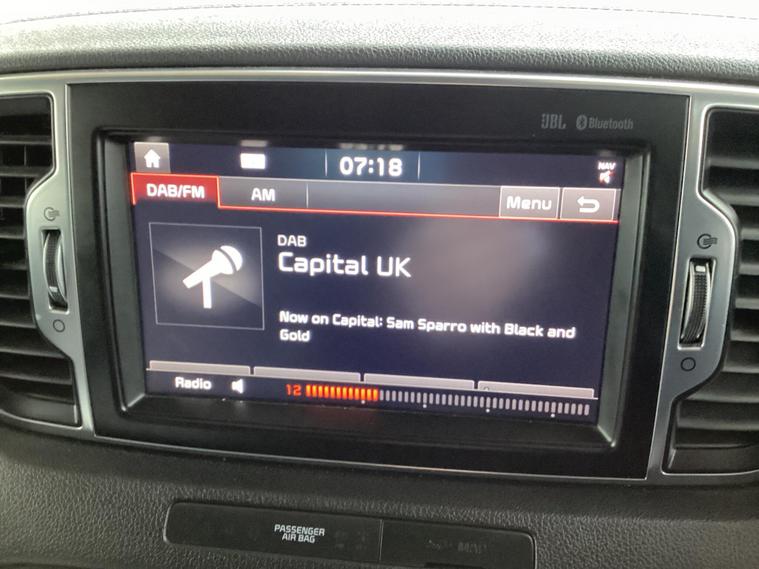 JBL Bluetooth
07:18
NAV
DAB/FM AM Menu
DAB
Capital UK
Now on Capital: Sam Sparro with Black and
Gold
Radio 12
PASSENGER
AIR BAG